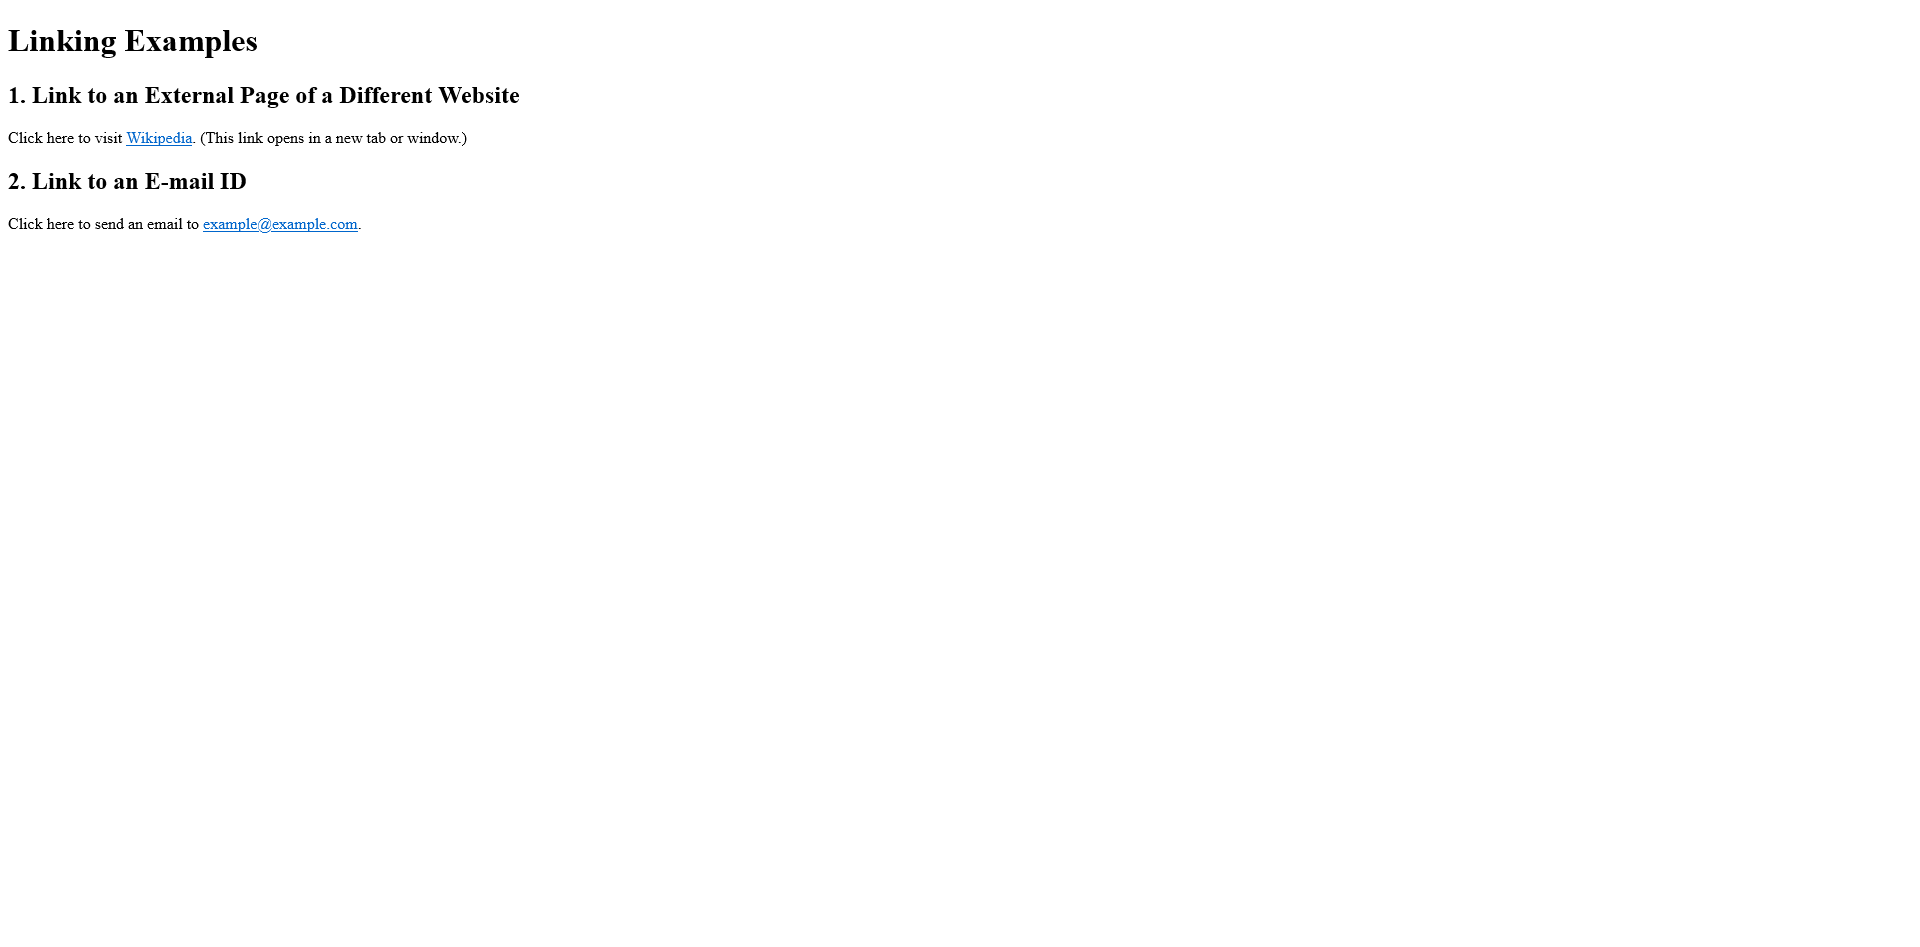 Linking Examples
1. Link to an External Page of a Different Website
Click here to visit Wikipedia. (This link opens in a new tab or window.)
2. Link to an E-mail ID
Click here to send an email to example@example.com.